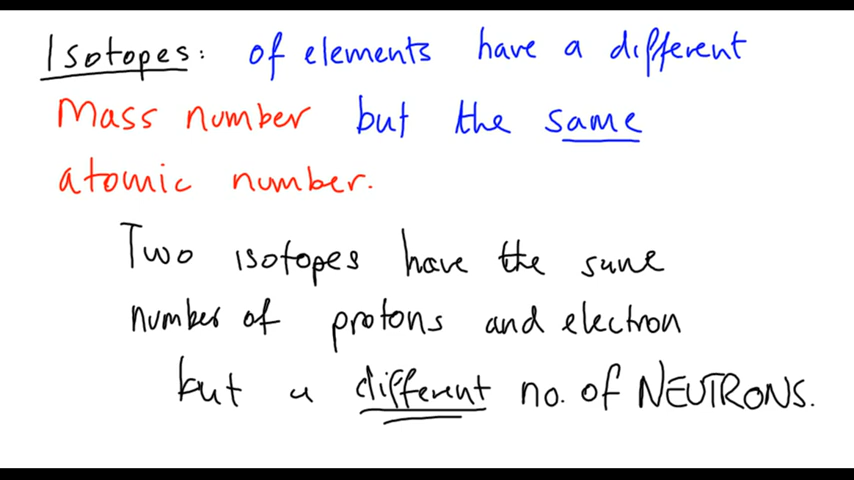 Isotopes: of elements have a different
Mass number but the same
atomic number.
Two isotopes have the same
number of protons and electron
but a different no. of NEUTRONS.